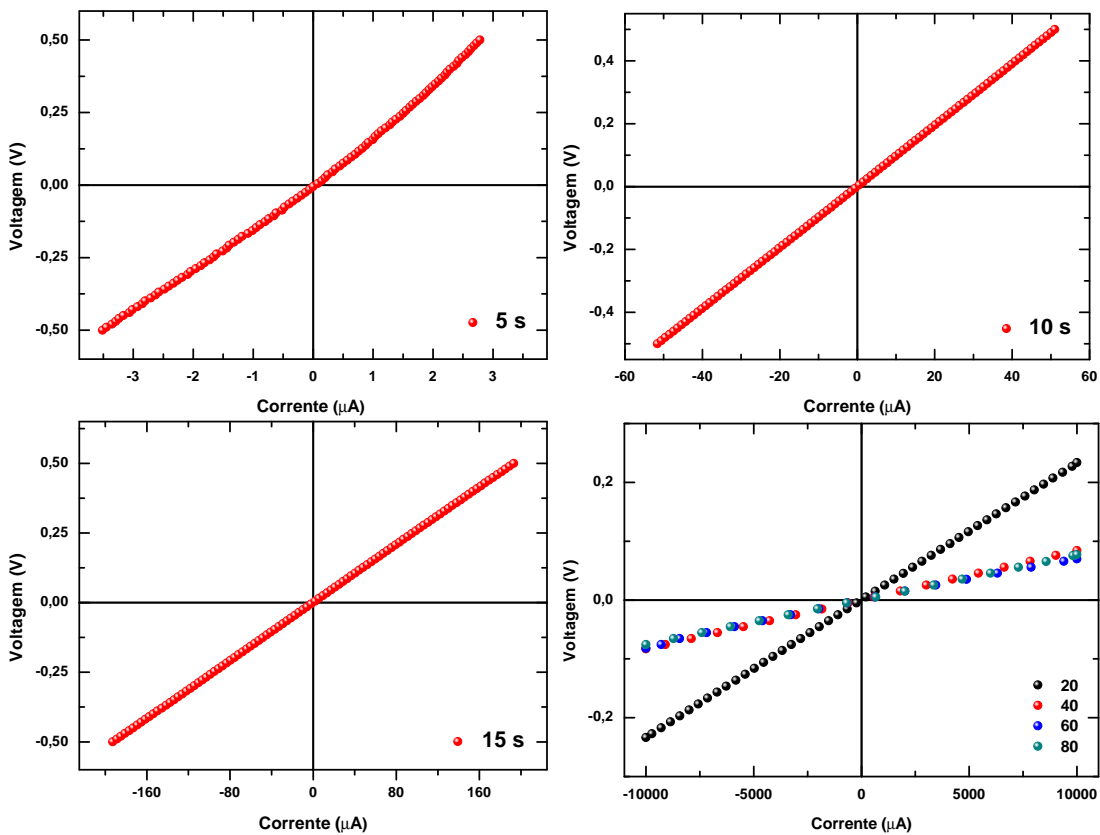 0,50
0,25
0,00
-0,25
-0,50
Voltagem (V)
-3 -2 -1 0 1 2 3
Corrente (μA)
5 s
0,4
0,2
0,0
-0,2
-0,4
Voltagem (V)
-60 -40 -20 0 20 40 60
Corrente (μA)
10 s
0,50
0,25
0,00
-0,25
-0,50
Voltagem (V)
-160 -80 0 80 160
Corrente (μA)
15 s
0,2
0,0
-0,2
Voltagem (V)
-10000 -5000 0 5000 10000
Corrente (μA)
20
40
60
80